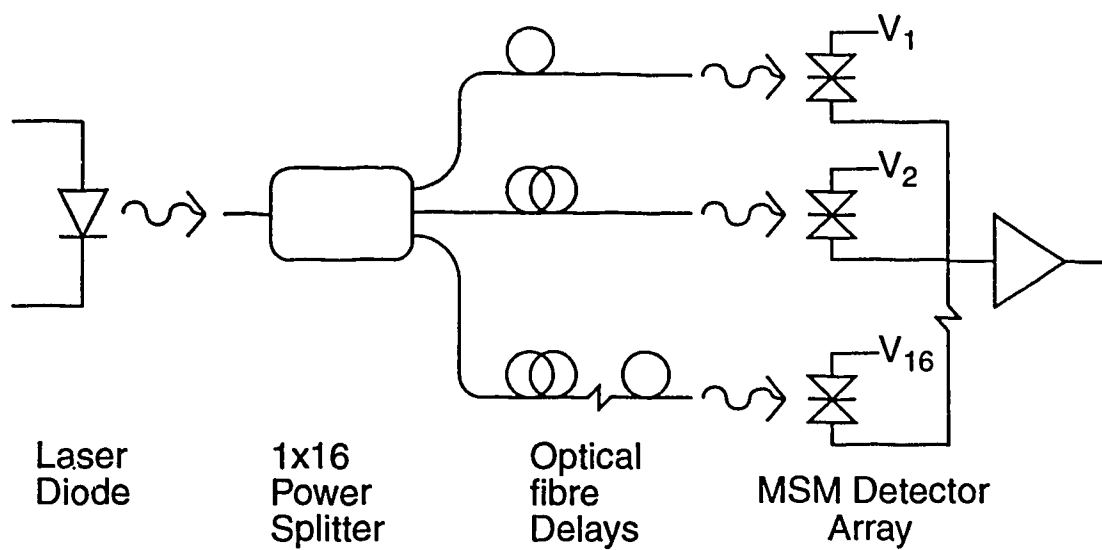 V1
V2
V16
Laser
Diode
1x16
Power
Splitter
Optical
fibre
Delays
MSM Detector
Array